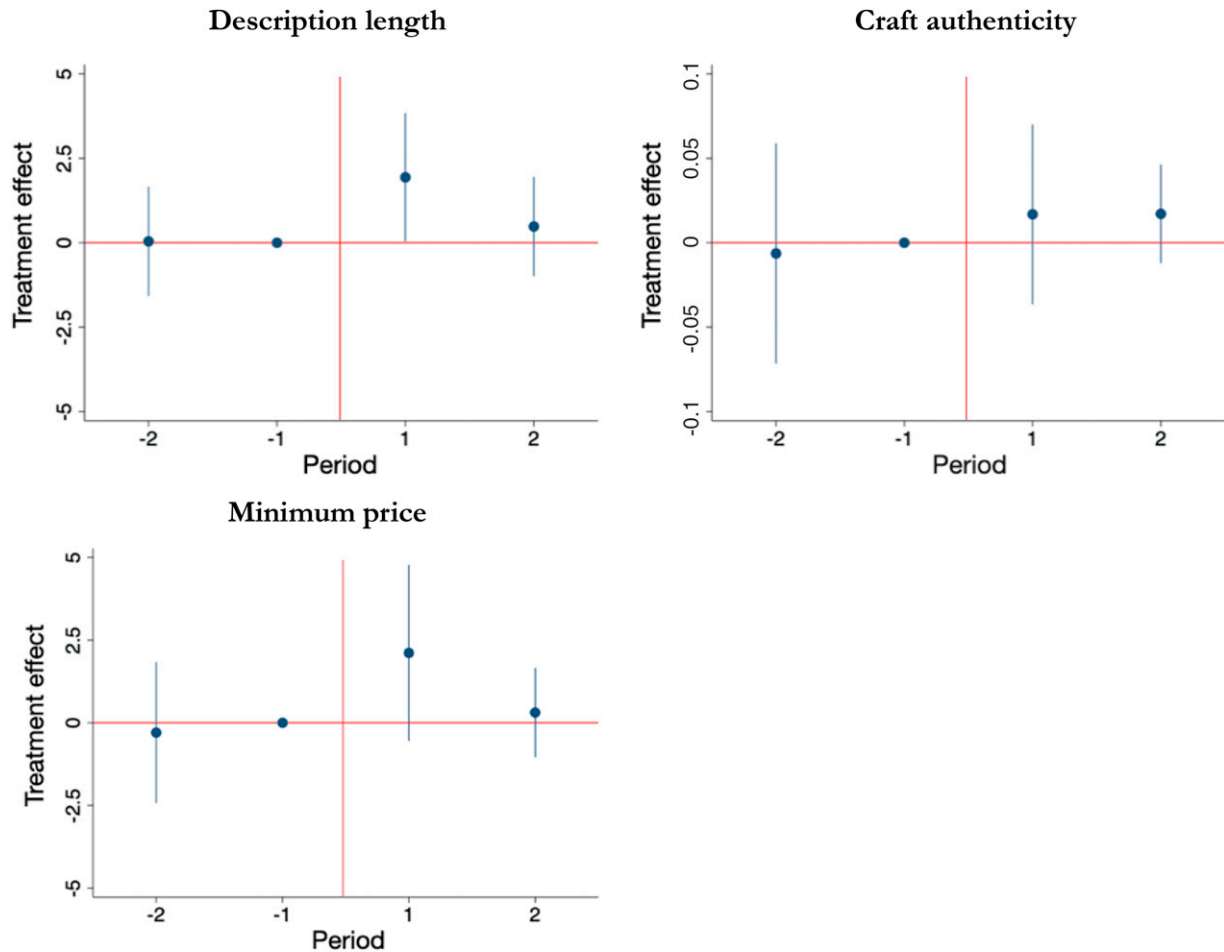 Description length
Treatment effect
5
2.5
0
-2.5
-5
-2 -1 1 2
Period
Craft authenticity
Treatment effect
0.1
0.05
0
-0.05
-0.1
-2 -1 1 2
Period
Minimum price
Treatment effect
5
2.5
0
-2.5
-5
-2 -1 1 2
Period